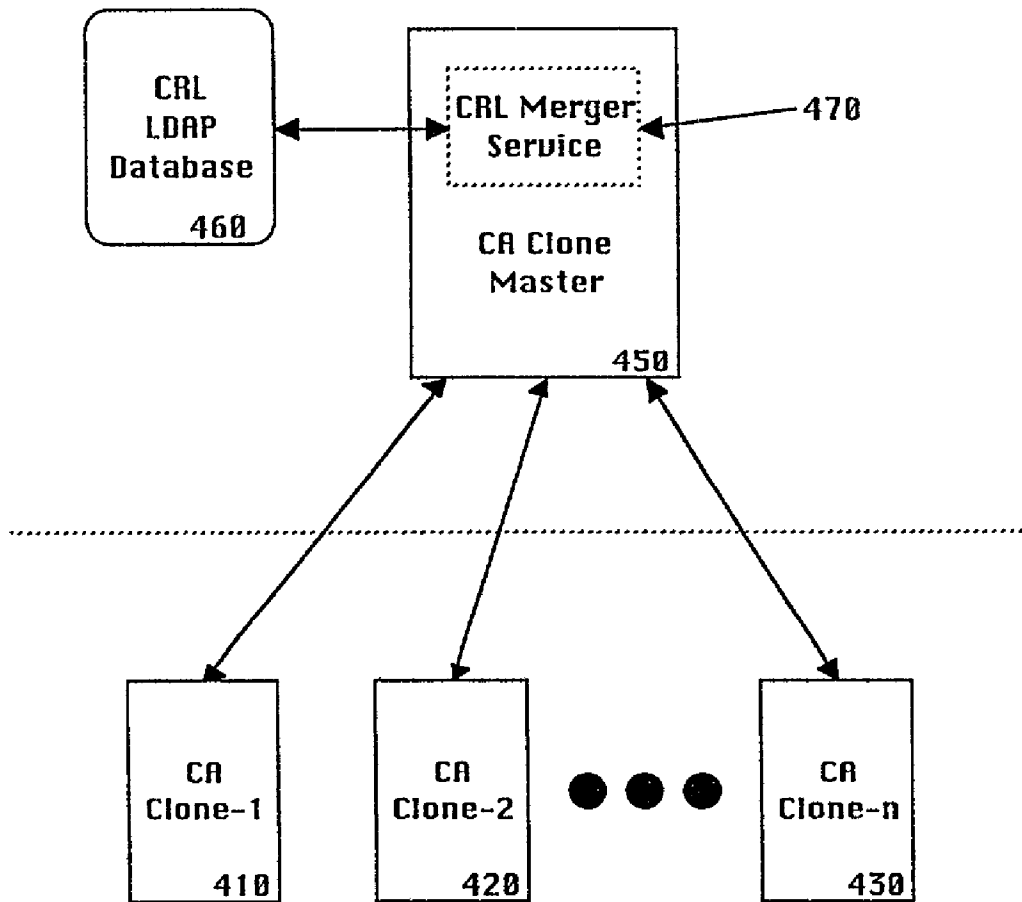 CRL
LDAP
Database
460
CRL Merger
Service
470
CA Clone
Master
450
CA
Clone-1
410
CA
Clone-2
420
CA
Clone-n
430